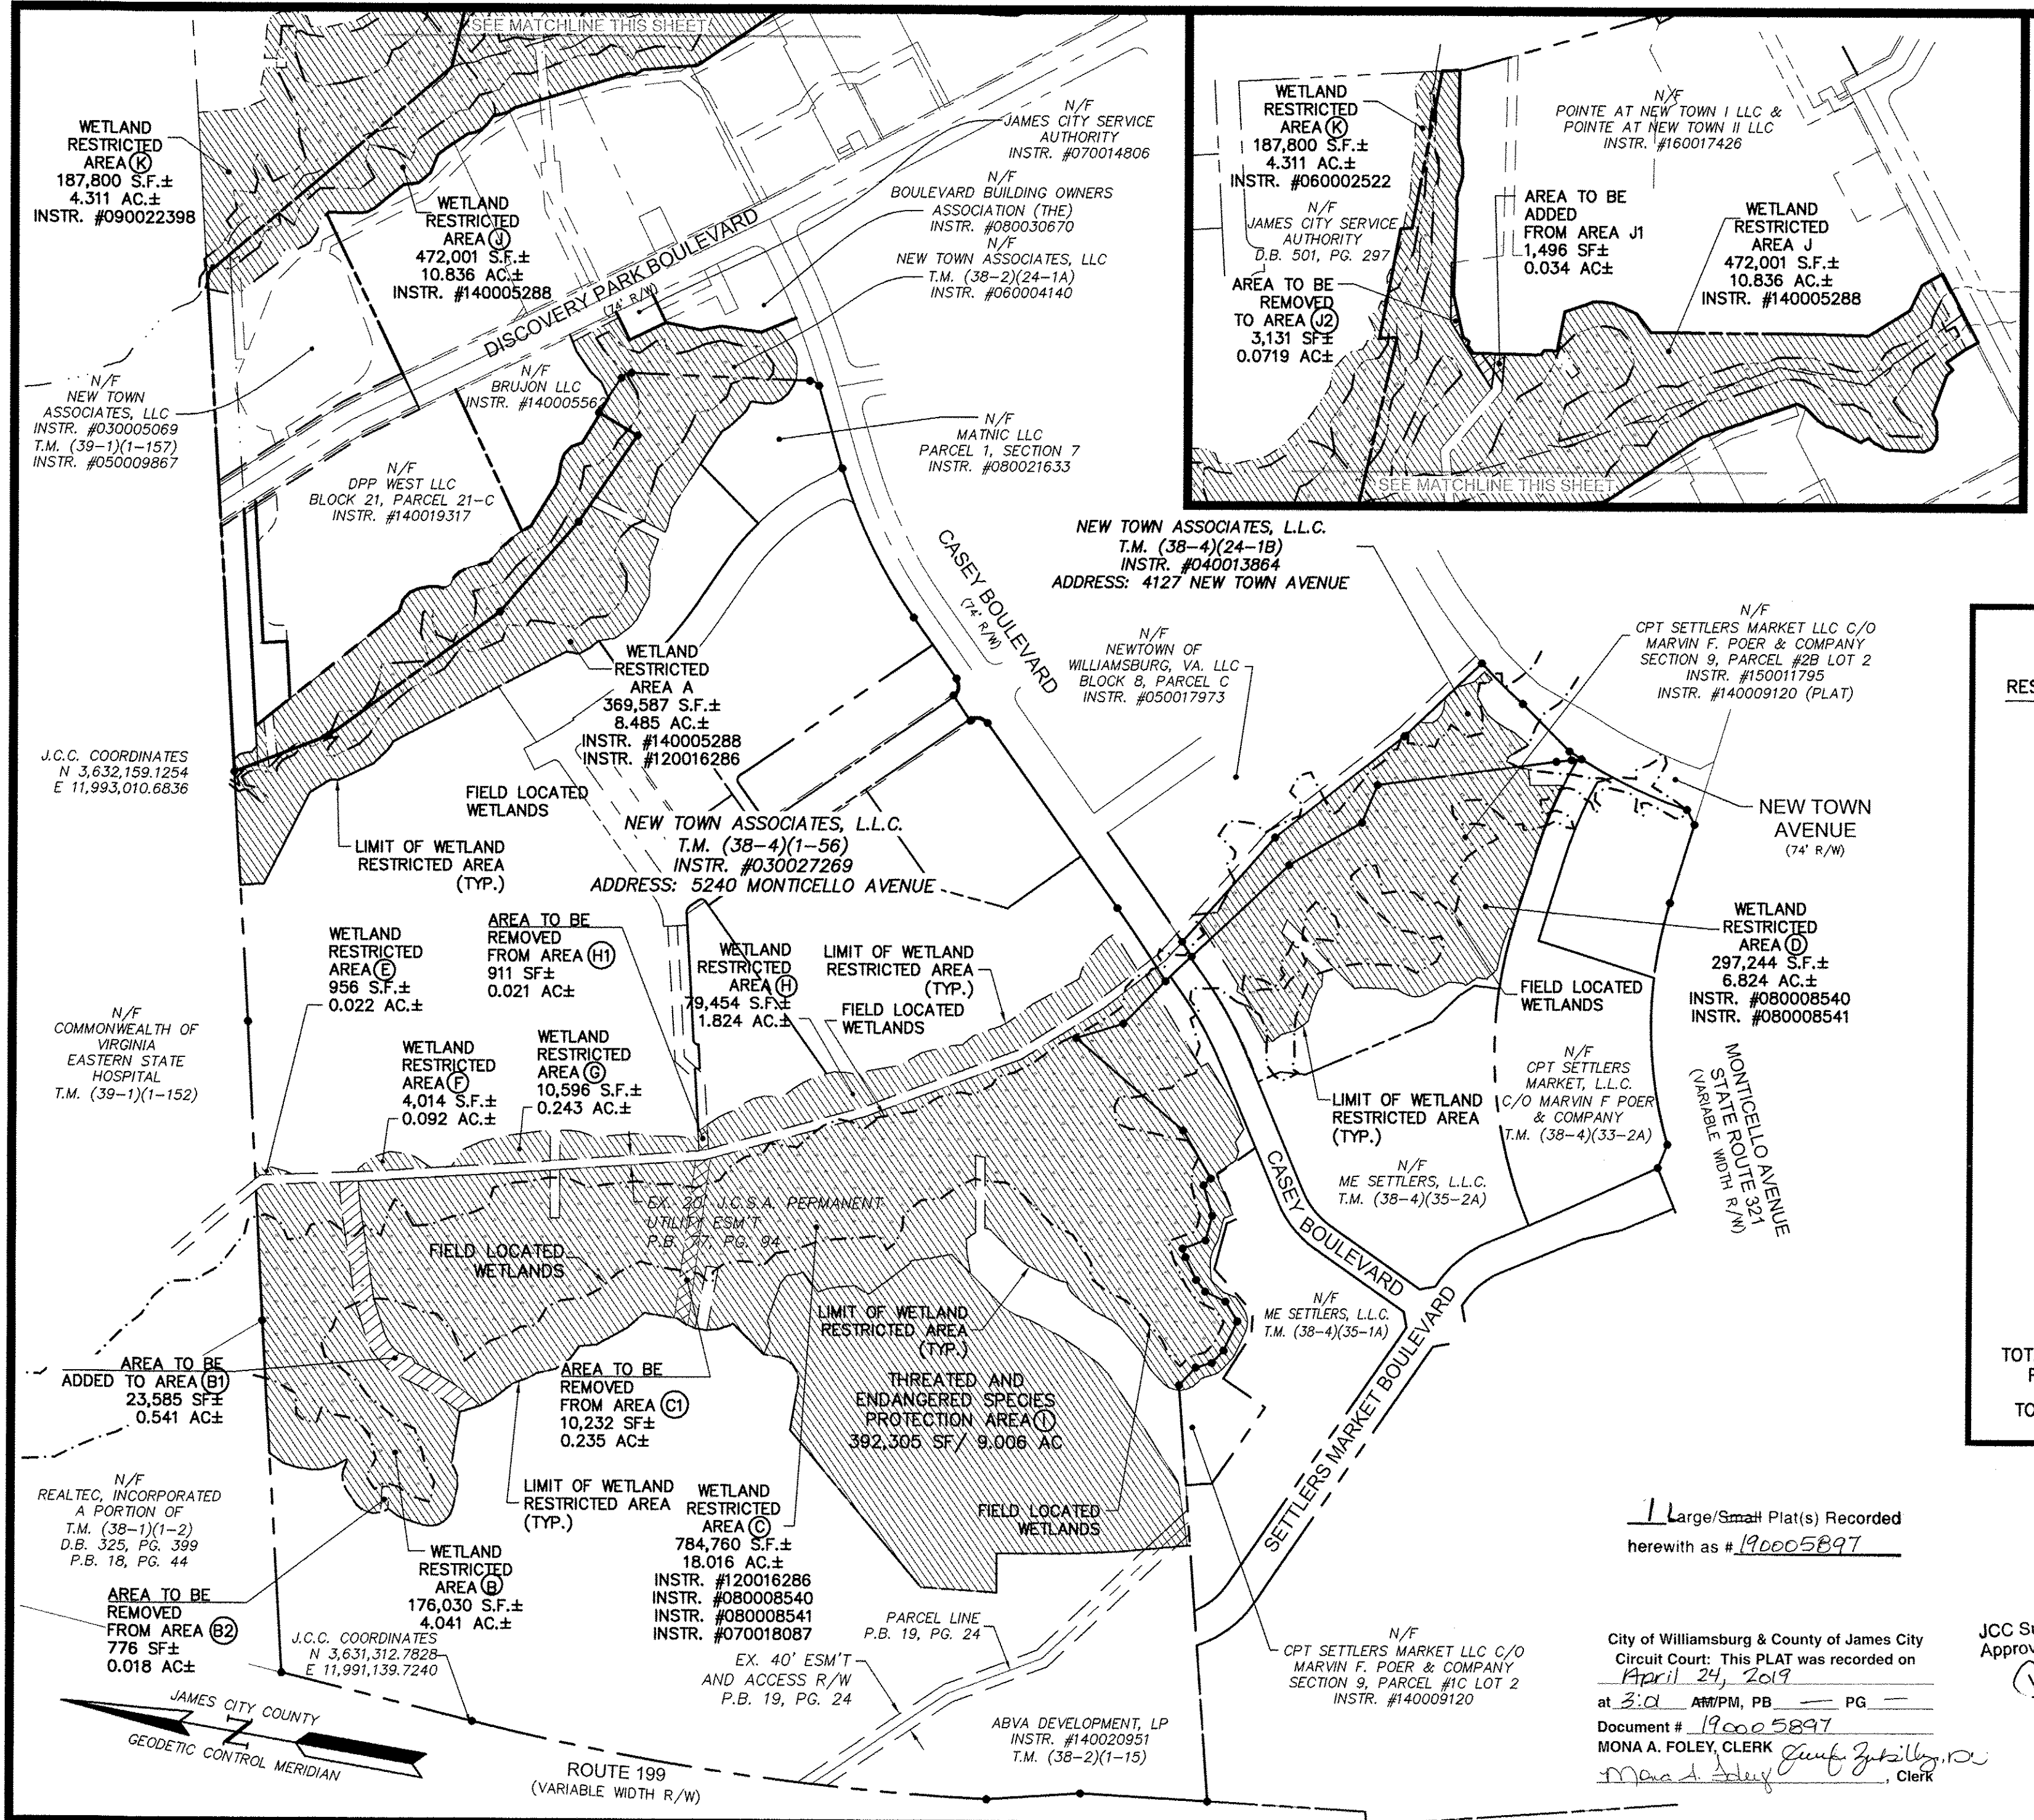 SEE MATCHLINE THIS SHEET
WETLAND
RESTRICTED
AREA (K)
187,800 S.F.±
4.311 AC.±
INSTR. #090022398
WETLAND
RESTRICTED
AREA (J)
472,001 S.F.±
10.836 AC.±
INSTR. #140005288
DISCOVERY PARK BOULEVARD
(74' R/W)
N/F
JAMES CITY SERVICE
AUTHORITY
INSTR. #070014806
N/F
BOULEVARD BUILDING OWNERS
ASSOCIATION (THE)
INSTR. #080030670
N/F
NEW TOWN ASSOCIATES, LLC
T.M. (38-2)(24-1A)
INSTR. #060004140
WETLAND
RESTRICTED
AREA (K)
187,800 S.F.±
4.311 AC.±
INSTR. #060002522
N/F
JAMES CITY SERVICE
AUTHORITY
D.B. 501, PG. 297
AREA TO BE
REMOVED
TO AREA (J2)
3,131 SF±
0.0719 AC±
N/F
POINTE AT NEW TOWN I LLC &
POINTE AT NEW TOWN II LLC
INSTR. #160017426
AREA TO BE
ADDED
FROM AREA J1
1,496 SF±
0.034 AC±
WETLAND
RESTRICTED
AREA J
472,001 S.F.±
10.836 AC.±
INSTR. #140005288
SEE MATCHLINE THIS SHEET
N/F
NEW TOWN
ASSOCIATES, LLC
INSTR. #030005069
T.M. (39-1)(1-157)
INSTR. #050009867
N/F
BRUJON LLC
INSTR. #140005562
N/F
DPP WEST LLC
BLOCK 21, PARCEL 21-C
INSTR. #140019317
N/F
MATNIC LLC
PARCEL 1, SECTION 7
INSTR. #080021633
CASEY BOULEVARD
(74' R/W)
NEW TOWN ASSOCIATES, L.L.C.
T.M. (38-4)(24-1B)
INSTR. #040013864
ADDRESS: 4127 NEW TOWN AVENUE
N/F
NEWTOWN OF
WILLIAMSBURG, VA. LLC
BLOCK 8, PARCEL C
INSTR. #050017973
N/F
CPT SETTLERS MARKET LLC C/O
MARVIN F. POER & COMPANY
SECTION 9, PARCEL #2B LOT 2
INSTR. #150011795
INSTR. #140009120 (PLAT)
RES
WETLAND
RESTRICTED
AREA A
369,587 S.F.±
8.485 AC.±
INSTR. #140005288
INSTR. #120016286
J.C.C. COORDINATES
N 3,632,159.1254
E 11,993,010.6836
FIELD LOCATED
WETLANDS
LIMIT OF WETLAND
RESTRICTED AREA
(TYP.)
NEW TOWN ASSOCIATES, L.L.C.
T.M. (38-4)(1-56)
INSTR. #030027269
ADDRESS: 5240 MONTICELLO AVENUE
NEW TOWN
AVENUE
(74' R/W)
WETLAND
RESTRICTED
AREA (D)
297,244 S.F.±
6.824 AC.±
INSTR. #080008540
INSTR. #080008541
FIELD LOCATED
WETLANDS
WETLAND
RESTRICTED
AREA (E)
956 S.F.±
0.022 AC.±
AREA TO BE
REMOVED
FROM AREA (H1)
911 SF±
0.021 AC±
WETLAND
RESTRICTED
AREA (H)
79,454 S.F.±
1.824 AC.±
LIMIT OF WETLAND
RESTRICTED AREA
(TYP.)
FIELD LOCATED
WETLANDS
N/F
COMMONWEALTH OF
VIRGINIA
EASTERN STATE
HOSPITAL
T.M. (39-1)(1-152)
WETLAND
RESTRICTED
AREA (F)
4,014 S.F.±
0.092 AC.±
WETLAND
RESTRICTED
AREA (G)
10,596 S.F.±
0.243 AC.±
LIMIT OF WETLAND
RESTRICTED AREA
(TYP.)
N/F
CPT SETTLERS
MARKET, L.L.C.
C/O MARVIN F POER
& COMPANY
T.M. (38-4)(33-2A)
MONTICELLO AVENUE
STATE ROUTE 321
(VARIABLE WIDTH R/W)
N/F
ME SETTLERS, L.L.C.
T.M. (38-4)(35-2A)
CASEY BOULEVARD
EX. 20' J.C.S.A. PERMANENT
UTILITY ESM'T
P.B. 77, PG. 94
FIELD LOCATED
WETLANDS
LIMIT OF WETLAND
RESTRICTED AREA
(TYP.)
N/F
ME SETTLERS, L.L.C.
T.M. (38-4)(35-1A)
SETTLERS MARKET BOULEVARD
AREA TO BE
ADDED TO AREA (B1)
23,585 SF±
0.541 AC±
AREA TO BE
REMOVED
FROM AREA (C1)
10,232 SF±
0.235 AC±
THREATED AND
ENDANGERED SPECIES
PROTECTION AREA (I)
392,305 SF/ 9.006 AC
TOT
TO
N/F
REALTEC, INCORPORATED
A PORTION OF
T.M. (38-1)(1-2)
D.B. 325, PG. 399
P.B. 18, PG. 44
LIMIT OF WETLAND
RESTRICTED AREA
(TYP.)
WETLAND
RESTRICTED
AREA (C)
784,760 S.F.±
18.016 AC.±
INSTR. #120016286
INSTR. #080008540
INSTR. #080008541
INSTR. #070018087
FIELD LOCATED
WETLANDS
WETLAND
RESTRICTED
AREA (B)
176,030 S.F.±
4.041 AC.±
AREA TO BE
REMOVED
FROM AREA (B2)
776 SF±
0.018 AC±
J.C.C. COORDINATES
N 3,631,312.7828
E 11,991,139.7240
PARCEL LINE
P.B. 19, PG. 24
EX. 40' ESM'T
AND ACCESS R/W
P.B. 19, PG. 24
N/F
CPT SETTLERS MARKET LLC C/O
MARVIN F. POER & COMPANY
SECTION 9, PARCEL #1C LOT 2
INSTR. #140009120
JAMES CITY COUNTY
N
GEODETIC CONTROL MERIDIAN
ROUTE 199
(VARIABLE WIDTH R/W)
ABVA DEVELOPMENT, LP
INSTR. #140020951
T.M. (38-2)(1-15)
1 Large/Small Plat(s) Recorded
herewith as # 190005897
City of Williamsburg & County of James City
Circuit Court: This PLAT was recorded on
April 24, 2019
at 3:01 AM/PM, PB — PG —
Document # 190005897
MONA A. FOLEY, CLERK
Mona A. Foley, Clerk
JCC Su
Approv